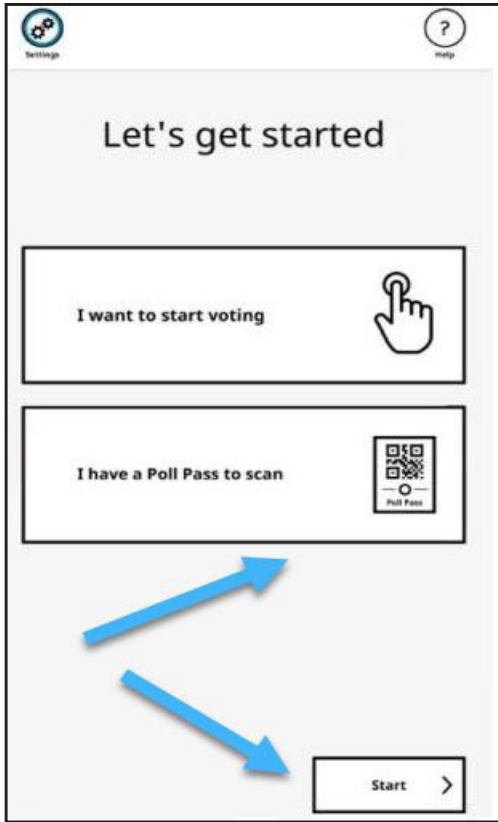 Settings
?
Help
Let's get started
I want to start voting
I have a Poll Pass to scan
Poll Pass
Start